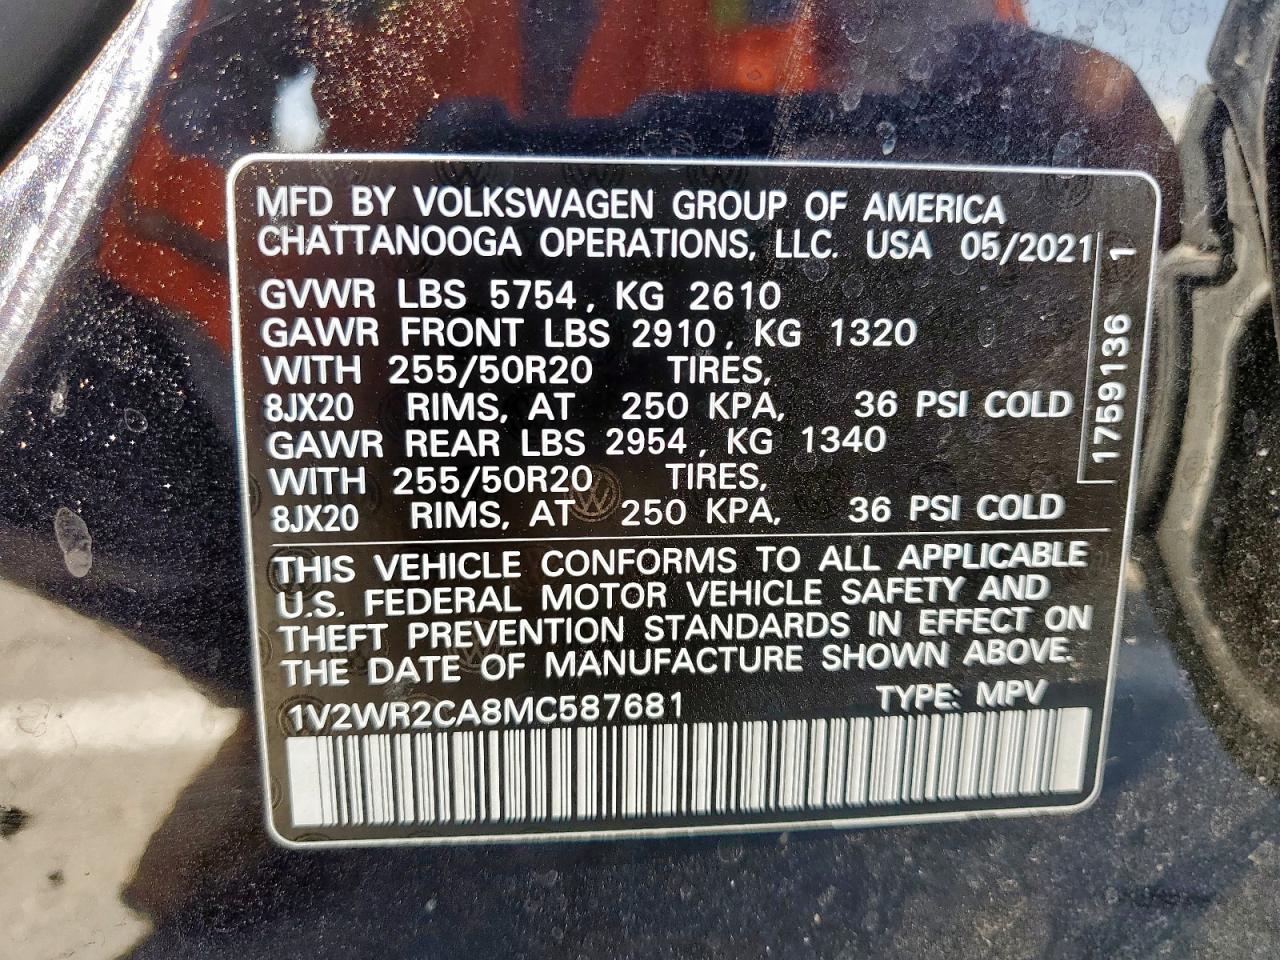 MFD BY VOLKSWAGEN GROUP OF AMERICA
CHATTANOOGA OPERATIONS, LLC. USA 05/2021
GVWR LBS 5754, KG 2610
GAWR FRONT LBS 2910, KG 1320
WITH 255/50R20 TIRES,
8JX20 RIMS, AT 250 KPA, 36 PSI COLD
GAWR REAR LBS 2954, KG 1340
WITH 255/50R20 TIRES,
8JX20 RIMS, AT 250 KPA, 36 PSI COLD
1759136 1
THIS VEHICLE CONFORMS TO ALL APPLICABLE
U.S. FEDERAL MOTOR VEHICLE SAFETY AND
THEFT PREVENTION STANDARDS IN EFFECT ON
THE DATE OF MANUFACTURE SHOWN ABOVE.
1V2WR2CA8MC587681 TYPE: MPV